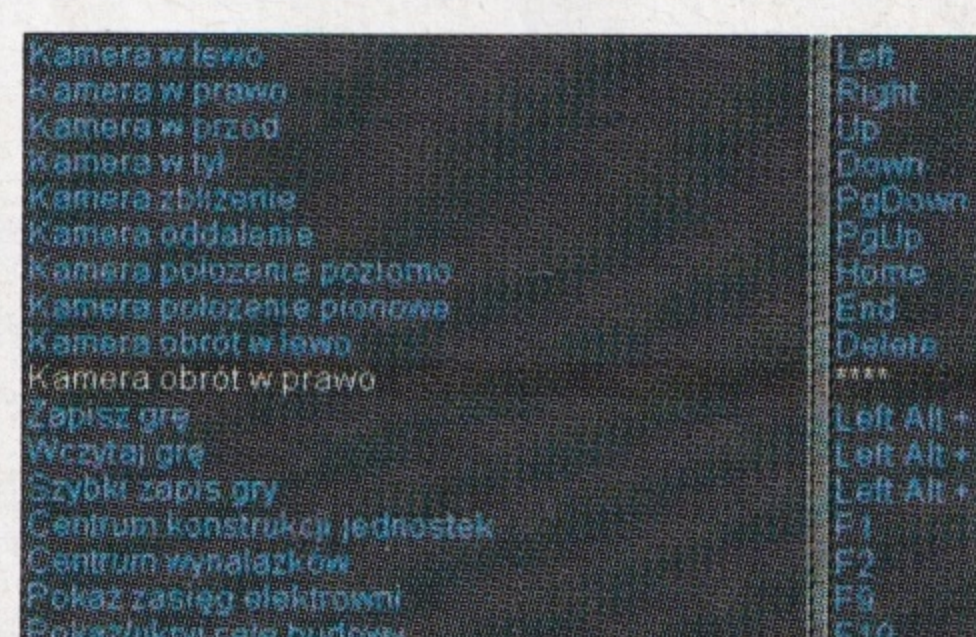 Kamera w lewo Left
Kamera w prawo Right
Kamera w przód Up
Kamera w tył Down
Kamera zbliżenie PgDown
Kamera oddalenie PgUp
Kamera położenie poziomo Home
Kamera położenie pionowe End
Kamera obrót w lewo Delete
Kamera obrót w prawo ****
Zapisz grę Left Alt +
Wczytaj grę Left Alt +
Szybki zapis gry Left Alt +
Centrum konstrukcji jednostek F1
Centrum wynalazków F2
Pokaż zasięg elektrowni F9
F10